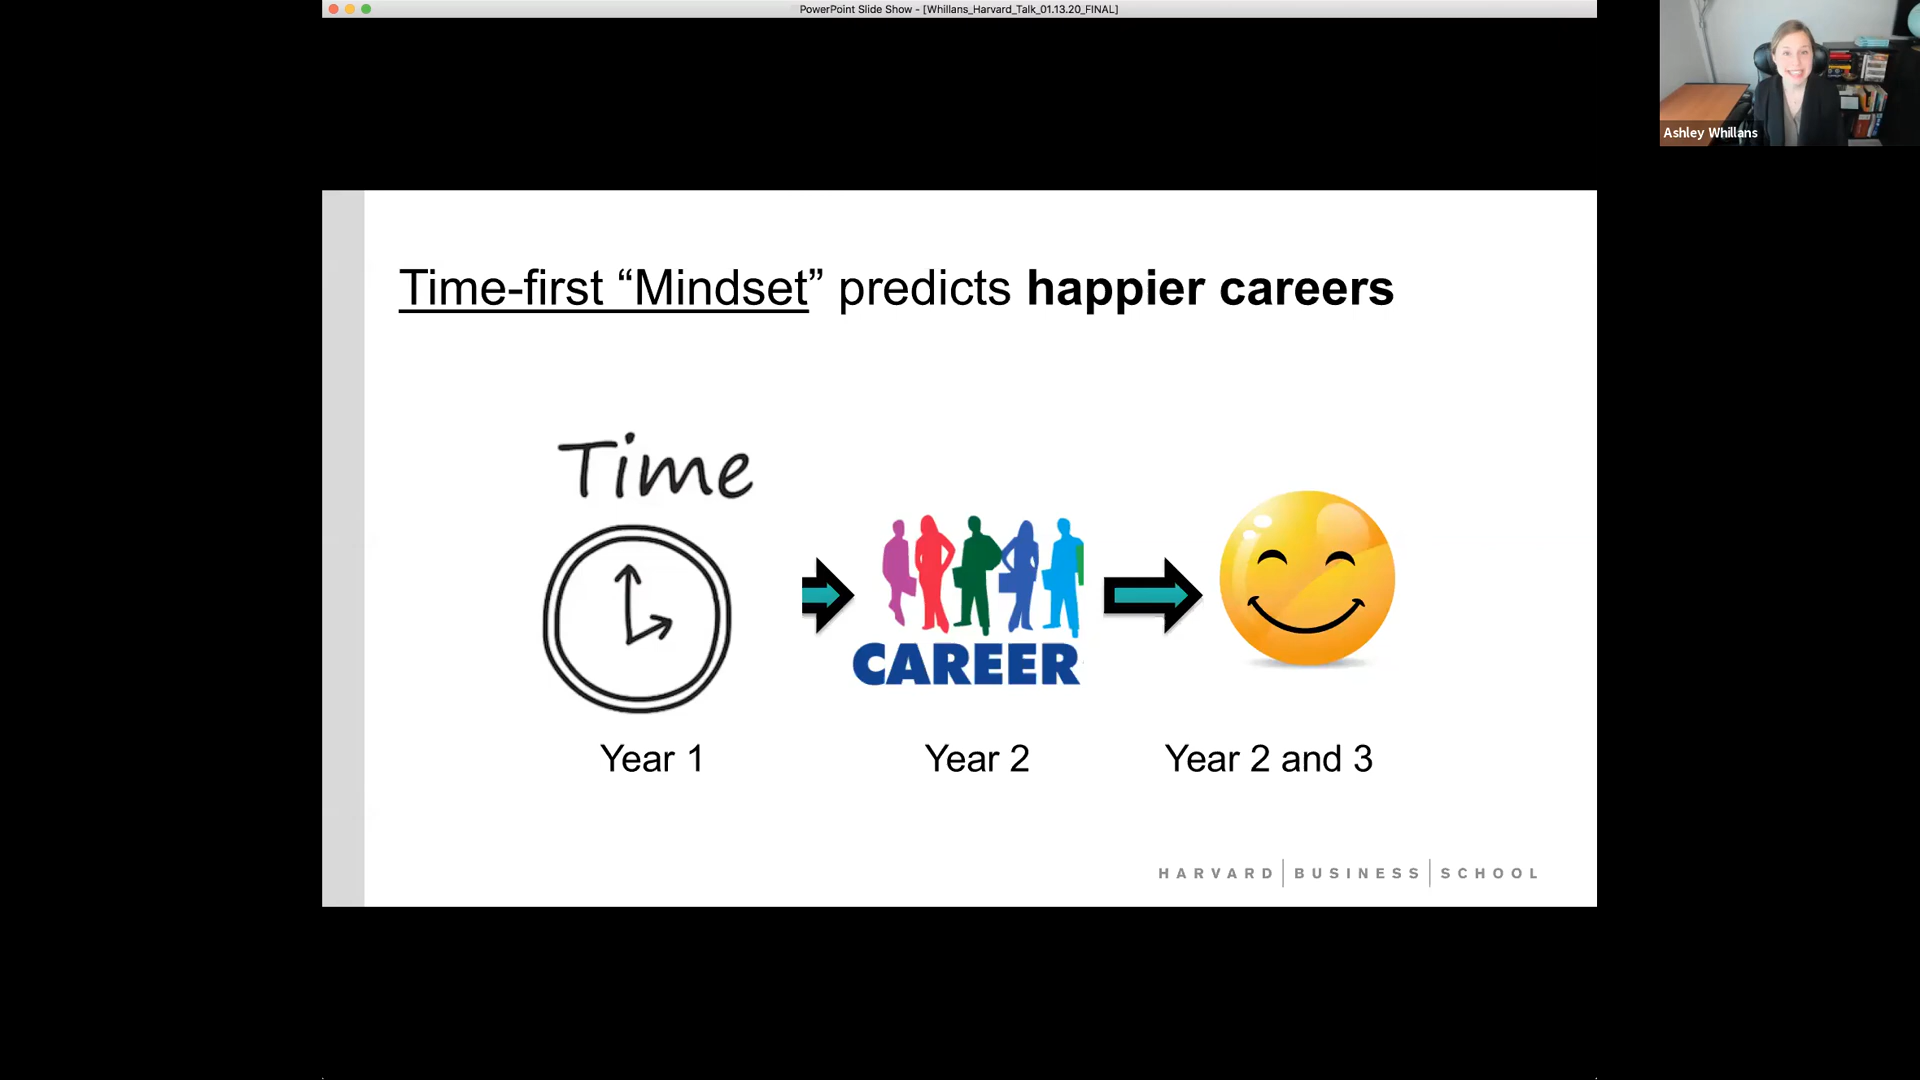 PowerPoint Slide Show - [Whillans_Harvard_Talk_01.13.20_FINAL]
Ashley Whillans
Time-first “Mindset” predicts happier careers
Time
CAREER
Year 1
Year 2
Year 2 and 3
HARVARD | BUSINESS | SCHOOL